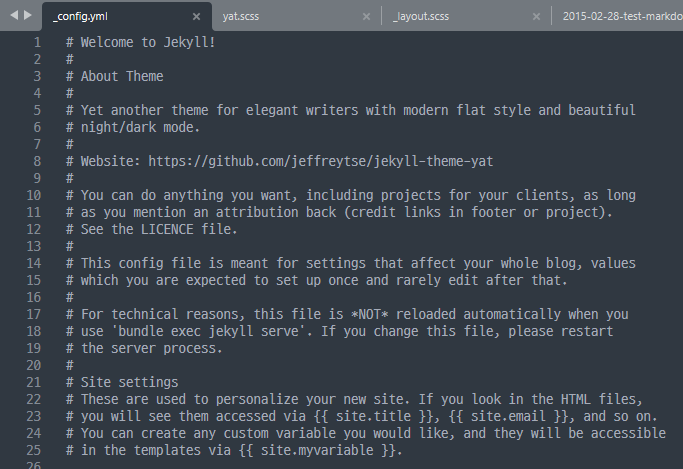 _config.yml × yat.scss × _layout.scss × 2015-02-28-test-markdo
1 # Welcome to Jekyll!
2 #
3 # About Theme
4 #
5 # Yet another theme for elegant writers with modern flat style and beautiful
6 # night/dark mode.
7 #
8 # Website: https://github.com/jeffreytse/jekyll-theme-yat
9 #
10 # You can do anything you want, including projects for your clients, as long
11 # as you mention an attribution back (credit links in footer or project).
12 # See the LICENCE file.
13 #
14 # This config file is meant for settings that affect your whole blog, values
15 # which you are expected to set up once and rarely edit after that.
16 #
17 # For technical reasons, this file is *NOT* reloaded automatically when you
18 # use 'bundle exec jekyll serve'. If you change this file, please restart
19 # the server process.
20 #
21 # Site settings
22 # These are used to personalize your new site. If you look in the HTML files,
23 # you will see them accessed via {{ site.title }}, {{ site.email }}, and so on.
24 # You can create any custom variable you would like, and they will be accessible
25 # in the templates via {{ site.myvariable }}.
26